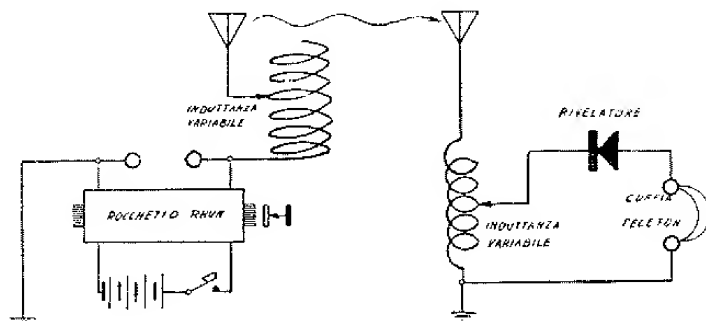 INDUTTANZA
VARIABILE
ROCCHETTO RHUM
RIVELATORE
CUFFIA
TELEFON
INDUTTANZA
VARIABILE